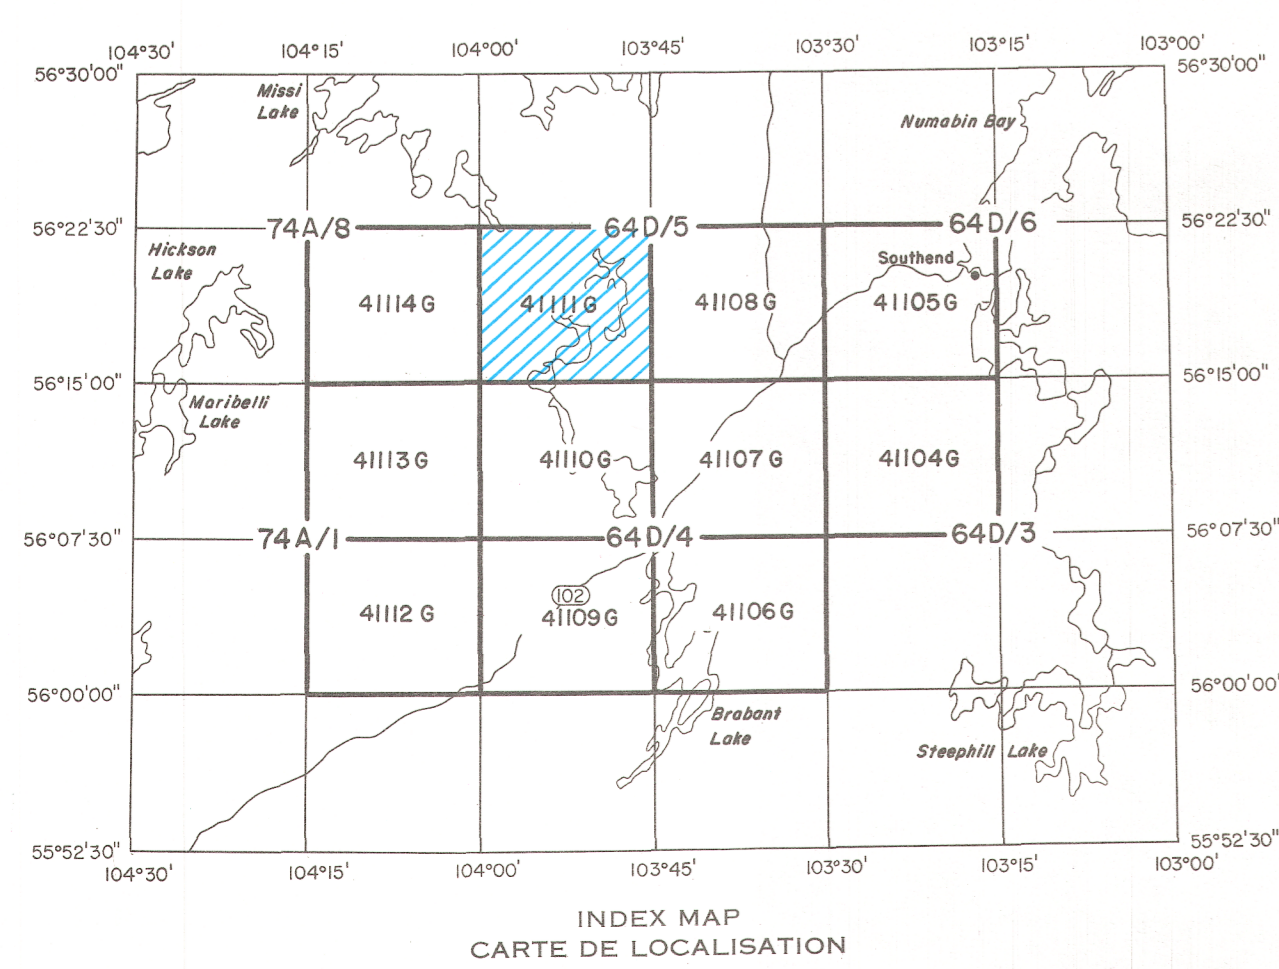 104°30' 104°15' 104°00' 103°45' 103°30' 103°15' 103°00'
56°30'00" 56°30'00"
Missi
Lake
Numabin Bay
56°22'30" 74A/8 64D/5 64D/6 56°22'30"
Hickson
Lake
Southend
41114G 41111G 41108G 41105G
56°15'00" 56°15'00"
Maribelli
Lake
41113G 41110G 41107G 41104G
56°07'30" 74A/1 64D/4 64D/3 56°07'30"
102
41112G 41109G 41106G
56°00'00" 56°00'00"
Brabant
Lake
Steephill Lake
55°52'30" 55°52'30"
104°30' 104°15' 104°00' 103°45' 103°30' 103°15' 103°00'
INDEX MAP
CARTE DE LOCALISATION